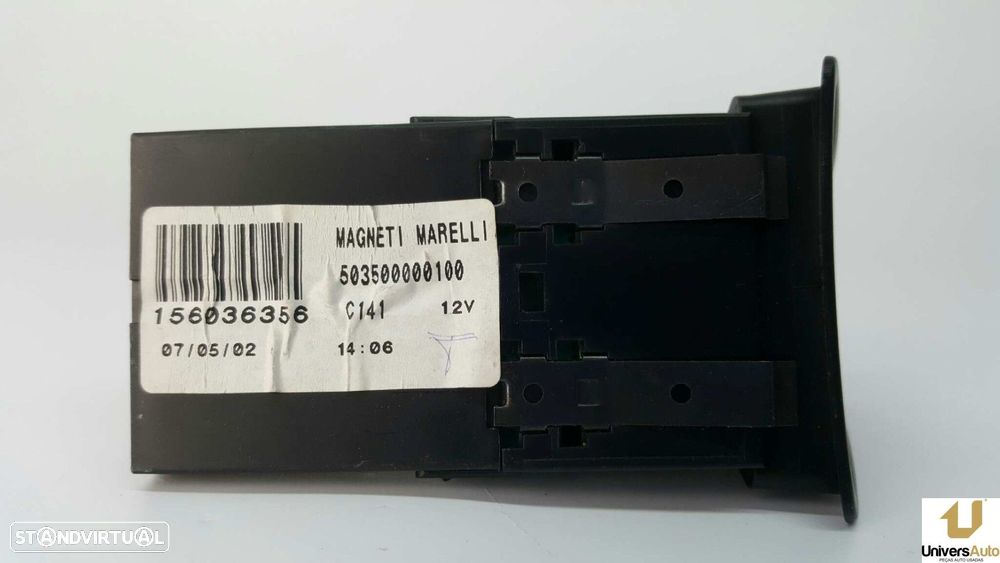 MAGNETI MARELLI
503500000100
156036356
C141 12V
07/05/02 14:06
STANDVIRTUAL
UniversAuto
PEÇAS AUTO USADAS